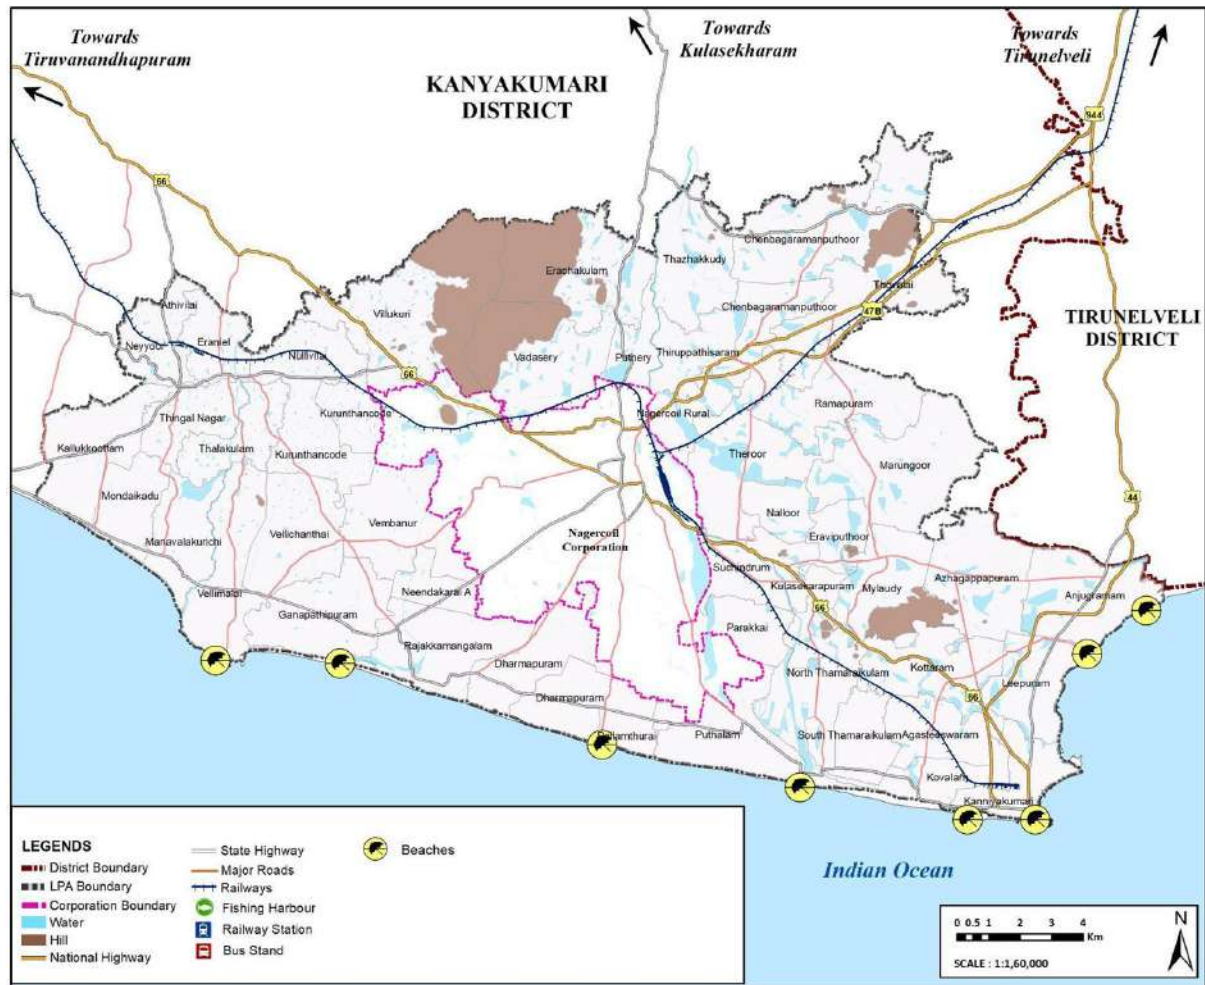 Towards
Tiruvanandhapuram
Towards
Kulasekharam
Towards
Tirunelveli
KANYAKUMARI
DISTRICT
944
66
Chenbagaramanputhoor
Thazhakkudy
Erachakulam
Thovalai
Athivilai
Villukuri
Chenbagaramanputhoor
47B
TIRUNELVELI
DISTRICT
Neyyoor
Eraniel
Nullivilai
Vadasery
Puthery
Thiruppathisaram
66
Thingal Nagar
Kurunthancode
Nagercoil Rural
Ramapuram
Kallukkoottam
Thalakulam
Kurunthancode
Theroor
Marungoor
Mondaikadu
44
Manavalakurichi
Vellichanthai
Vembanur
Nagercoil
Corporation
Nalloor
Eraviputhoor
Suchindrum
Kulasekarapuram
Mylaudy
Azhagappapuram
Anjugramam
Vellimalai
Ganapathipuram
Neendakarai A
66
Parakkai
Rajakkamangalam
Dharmapuram
North Thamaraikulam
Kottaram
Leepuram
Dharmapuram
66
Pallamthurai
Puthalam
South Thamaraikulam
Agasteeswaram
Kovalam
Kanniyakumari
LEGENDS
District Boundary
LPA Boundary
Corporation Boundary
Water
Hill
National Highway
State Highway
Major Roads
Railways
Fishing Harbour
Railway Station
Bus Stand
Beaches
Indian Ocean
0 0.5 1 2 3 4
Km
SCALE : 1:1,60,000
N